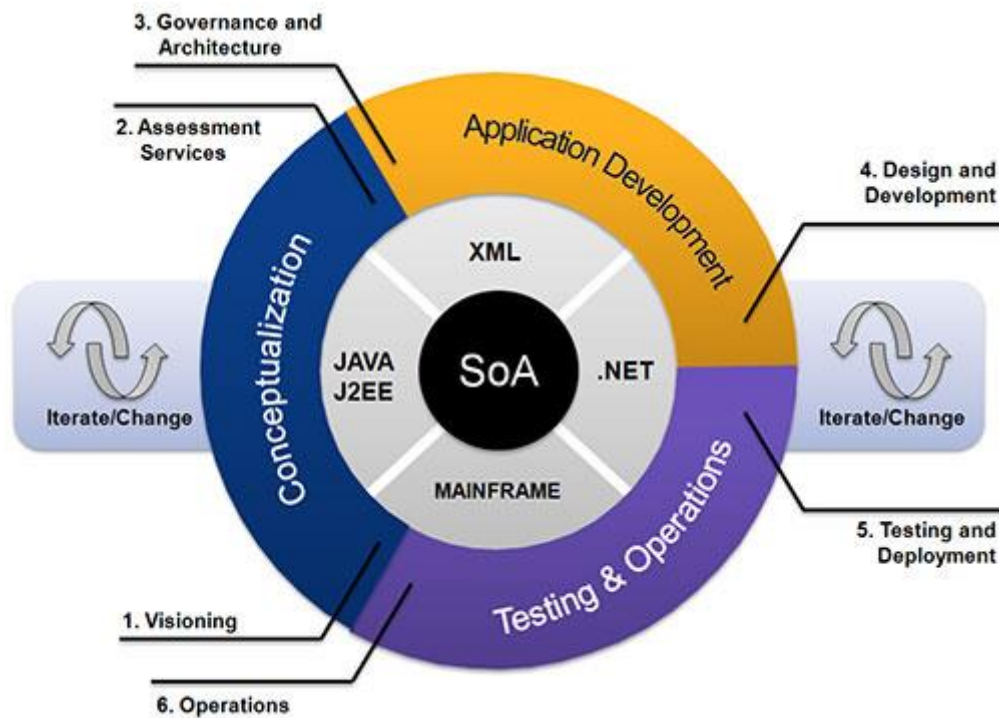 3. Governance and
Architecture
2. Assessment
Services
Application Development
4. Design and
Development
Conceptualization
XML
JAVA
J2EE
SoA
.NET
MAINFRAME
Iterate/Change
Iterate/Change
Testing & Operations
5. Testing and
Deployment
1. Visioning
6. Operations